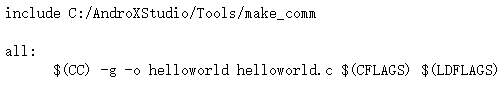 include C:/AndroXStudio/Tools/make_comm
all:
$(CC) -g -o helloworld helloworld.c $(CFLAGS) $(LDFLAGS)